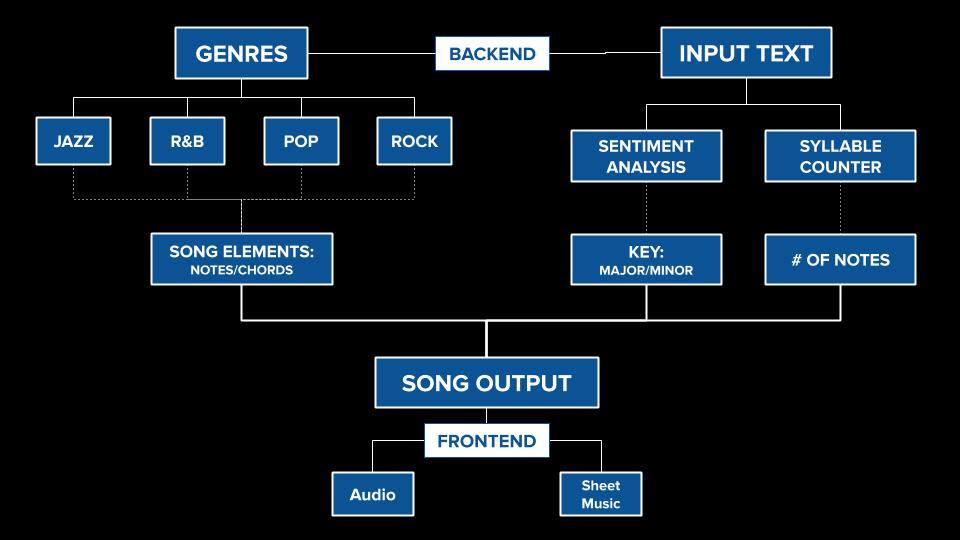 GENRES
BACKEND
INPUT TEXT
JAZZ
R&B
POP
ROCK
SENTIMENT
ANALYSIS
SYLLABLE
COUNTER
SONG ELEMENTS:
NOTES/CHORDS
KEY:
MAJOR/MINOR
# OF NOTES
SONG OUTPUT
FRONTEND
Audio
Sheet
Music